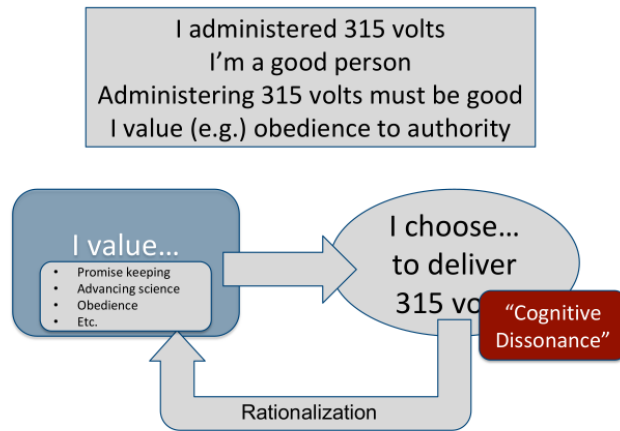 I administered 315 volts
I'm a good person
Administering 315 volts must be good
I value (e.g.) obedience to authority
I value...
• Promise keeping
• Advancing science
• Obedience
• Etc.
I choose...
to deliver
315 vo
"Cognitive
Dissonance"
Rationalization